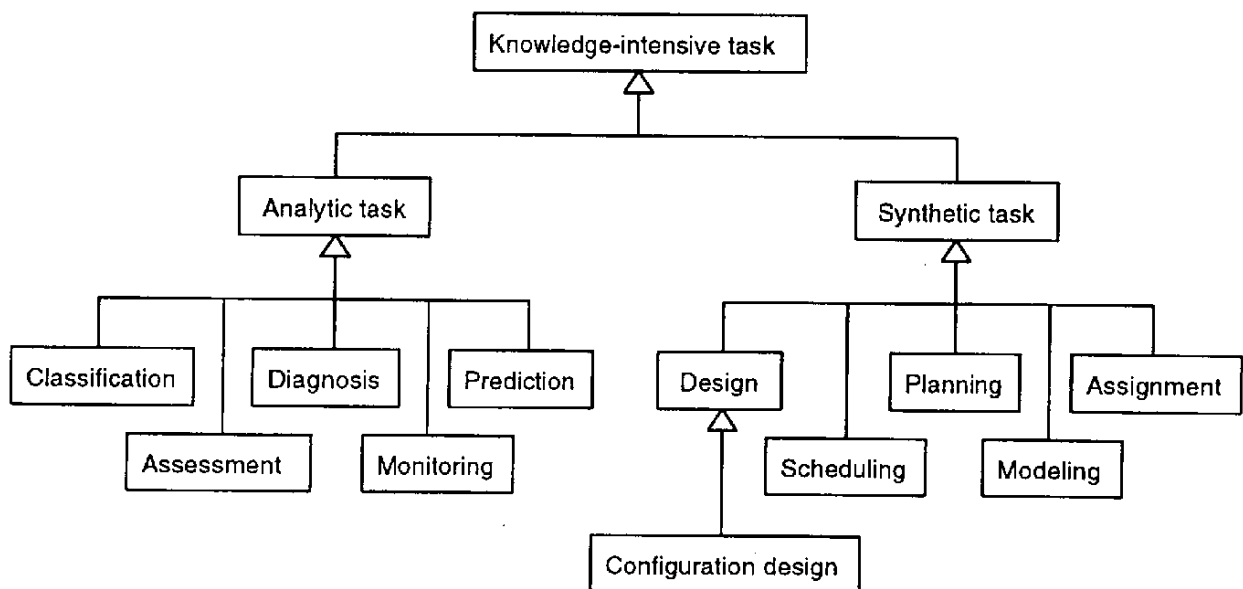 Knowledge-intensive task
Analytic task
Synthetic task
Classification
Diagnosis
Prediction
Design
Planning
Assignment
Assessment
Monitoring
Scheduling
Modeling
Configuration design